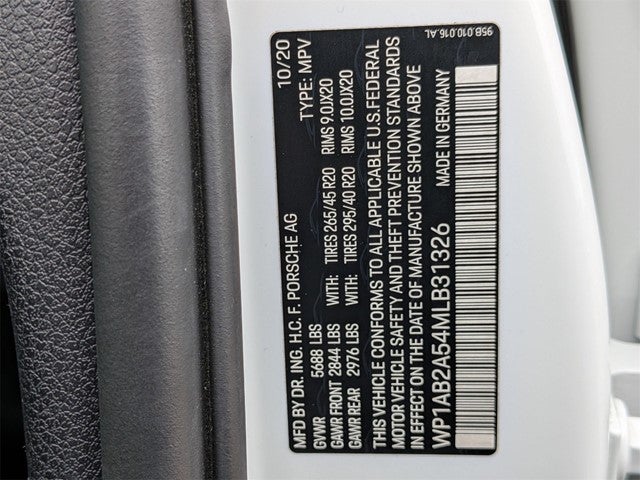 95B.010.016.AL
MFD BY DR. ING. H.C. F. PORSCHE AG 10/20
GVWR 5688 LBS TYPE: MPV
GAWR FRONT 2844 LBS WITH TIRES 265/45 R20 RIMS 9.0JX20
GAWR REAR 2976 LBS WITH TIRES 295/40 R20 RIMS 10.0JX20
THIS VEHICLE CONFORMS TO ALL APPLICABLE U.S.FEDERAL
MOTOR VEHICLE SAFETY AND THEFT PREVENTION STANDARDS
IN EFFECT ON THE DATE OF MANUFACTURE SHOWN ABOVE
WP1AB2A54MLB31326 MADE IN GERMANY